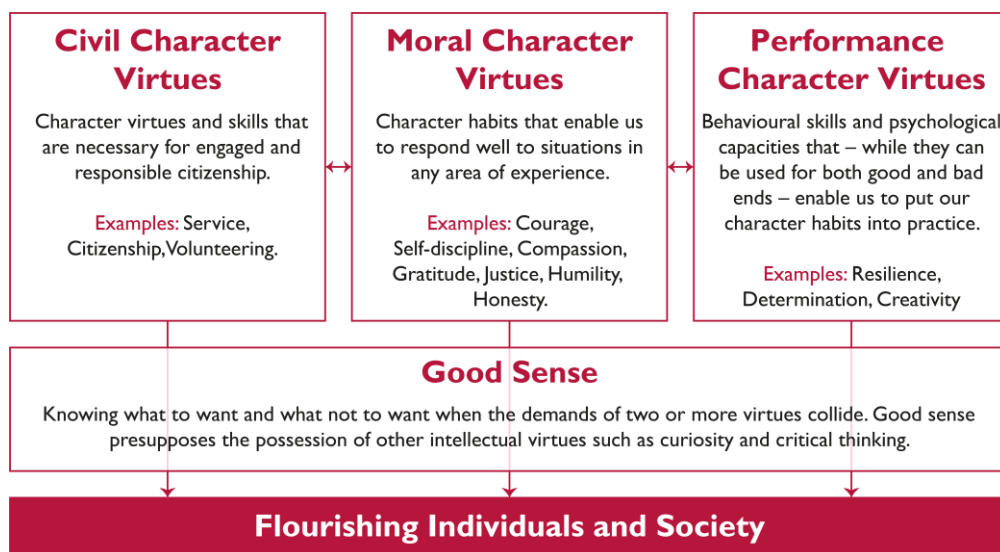 Civil Character
Virtues
Character virtues and skills that
are necessary for engaged and
responsible citizenship.
Examples: Service,
Citizenship,Volunteering.
Moral Character
Virtues
Character habits that enable us
to respond well to situations in
any area of experience.
Examples: Courage,
Self-discipline, Compassion,
Gratitude, Justice, Humility,
Honesty.
Performance
Character Virtues
Behavioural skills and psychological
capacities that – while they can
be used for both good and bad
ends – enable us to put our
character habits into practice.
Examples: Resilience,
Determination, Creativity
Good Sense
Knowing what to want and what not to want when the demands of two or more virtues collide. Good sense
presupposes the possession of other intellectual virtues such as curiosity and critical thinking.
Flourishing Individuals and Society